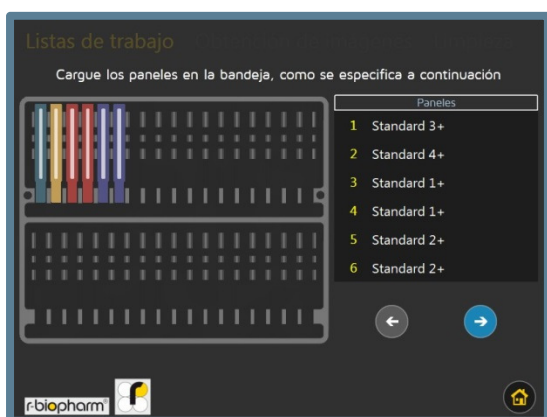 Listas de trabajo
Cargue los paneles en la bandeja, como se especifica a continuación
Paneles
1 Standard 3+
2 Standard 4+
3 Standard 1+
4 Standard 1+
5 Standard 2+
6 Standard 2+
r-biopharm®